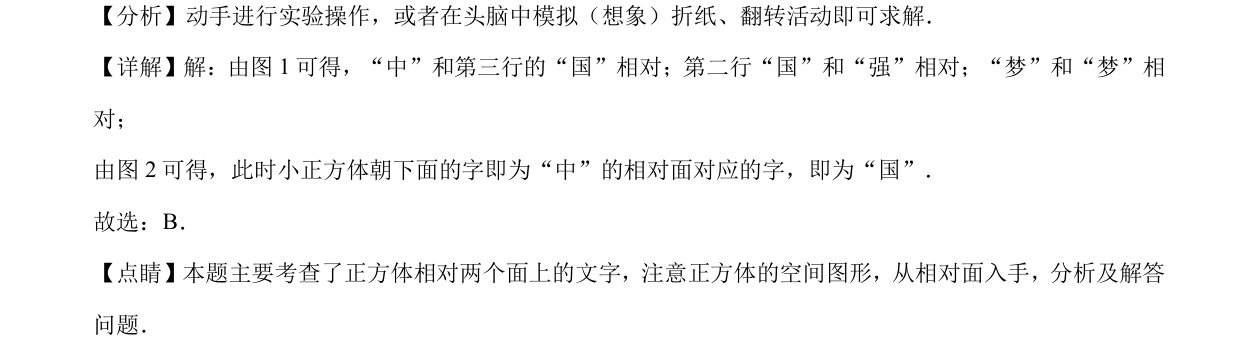 【分析】动手进行实验操作，或者在头脑中模拟（想象）折纸、翻转活动即可求解．
【详解】解：由图 1 可得，“中”和第三行的“国”相对；第二行“国”和“强”相对；“梦”和“梦”相
对；
由图 2 可得，此时小正方体朝下面的字即为“中”的相对面对应的字，即为“国”．
故选：B．
【点睛】本题主要考查了正方体相对两个面上的文字，注意正方体的空间图形，从相对面入手，分析及解答
问题．